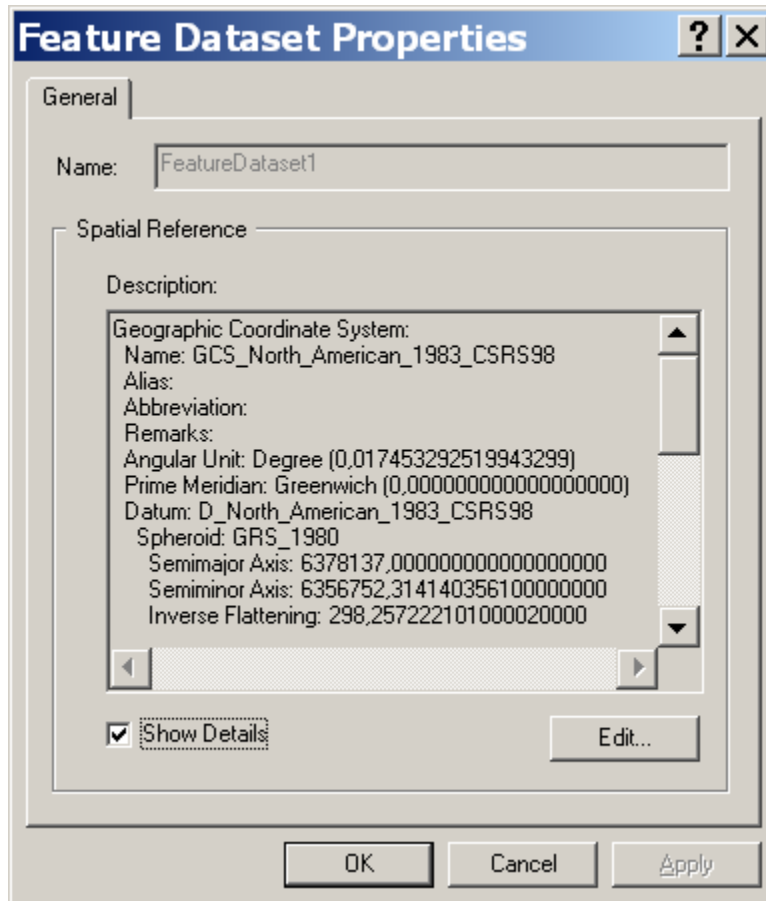 Feature Dataset Properties
General
Name: FeatureDataset1
Spatial Reference
Description:
Geographic Coordinate System:
Name: GCS_North_American_1983_CSRS98
Alias:
Abbreviation:
Remarks:
Angular Unit: Degree (0,017453292519943299)
Prime Meridian: Greenwich (0,000000000000000000)
Datum: D_North_American_1983_CSRS98
Spheroid: GRS_1980
Semimajor Axis: 6378137,000000000000000000
Semiminor Axis: 6356752,314140356100000000
Inverse Flattening: 298,257222101000020000
Show Details
Edit...
OK Cancel Apply